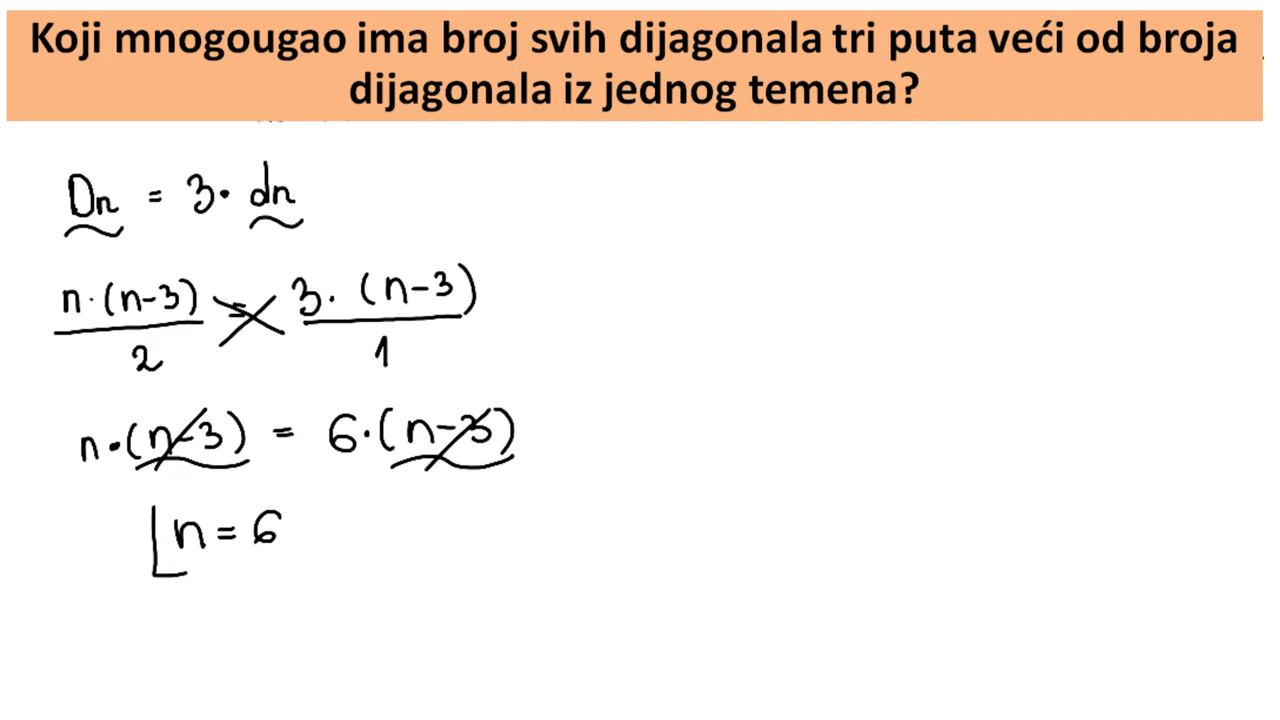 Koji mnogougao ima broj svih dijagonala tri puta veći od broja
dijagonala iz jednog temena?
Dn = 3· dn
n·(n-3) = 3·(n-3)
2 1
n·(n-3) = 6·(n-3)
n = 6